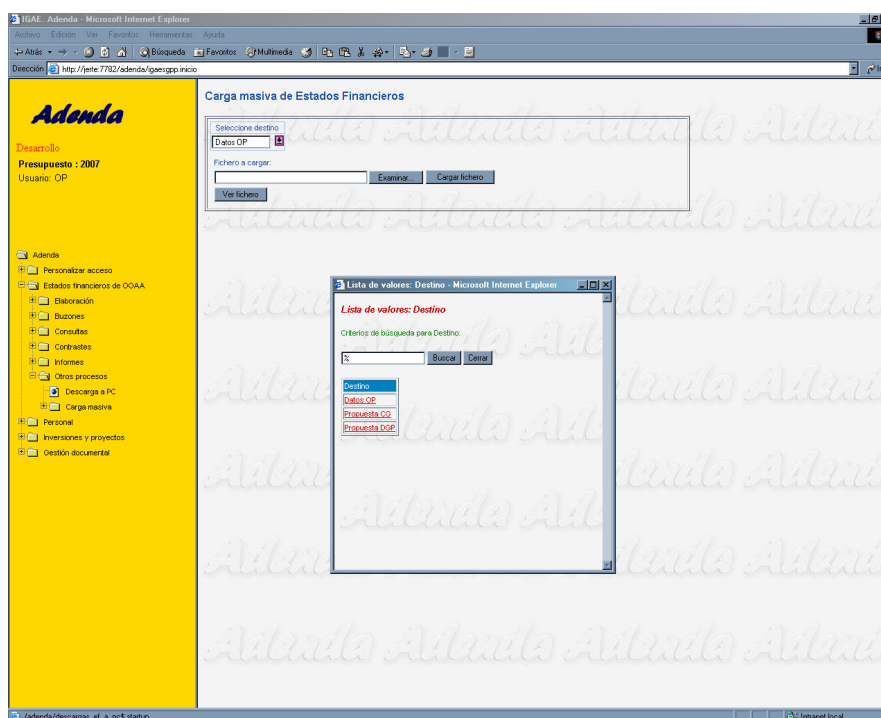 IGAE. Adenda - Microsoft Internet Explorer
Archivo Edición Ver Favoritos Herramientas Ayuda
Atrás Búsqueda Favoritos Multimedia
Dirección http://jerte:7782/adenda/igaesgpp.inicio
Adenda
Desarrollo.
Presupuesto : 2007
Usuario: OP
Adenda
Personalizar acceso
Estados financieros de OOAA
Elaboración
Buzones
Consultas
Contrastes
Informes
Otros procesos
Descarga a PC
Carga masiva
Personal
Inversiones y proyectos
Gestión documental
Carga masiva de Estados Financieros
Seleccione destino
Datos OP
Fichero a cargar:
Examinar... Cargar fichero
Ver fichero
Lista de valores: Destino - Microsoft Internet Explorer
Lista de valores: Destino
Criterios de búsqueda para Destino:
% Buscar Cerrar
Destino
Datos OP
Propuesta CG
Propuesta DGP
/adenda/descargas_ef_a_pc$.startup
Intranet local